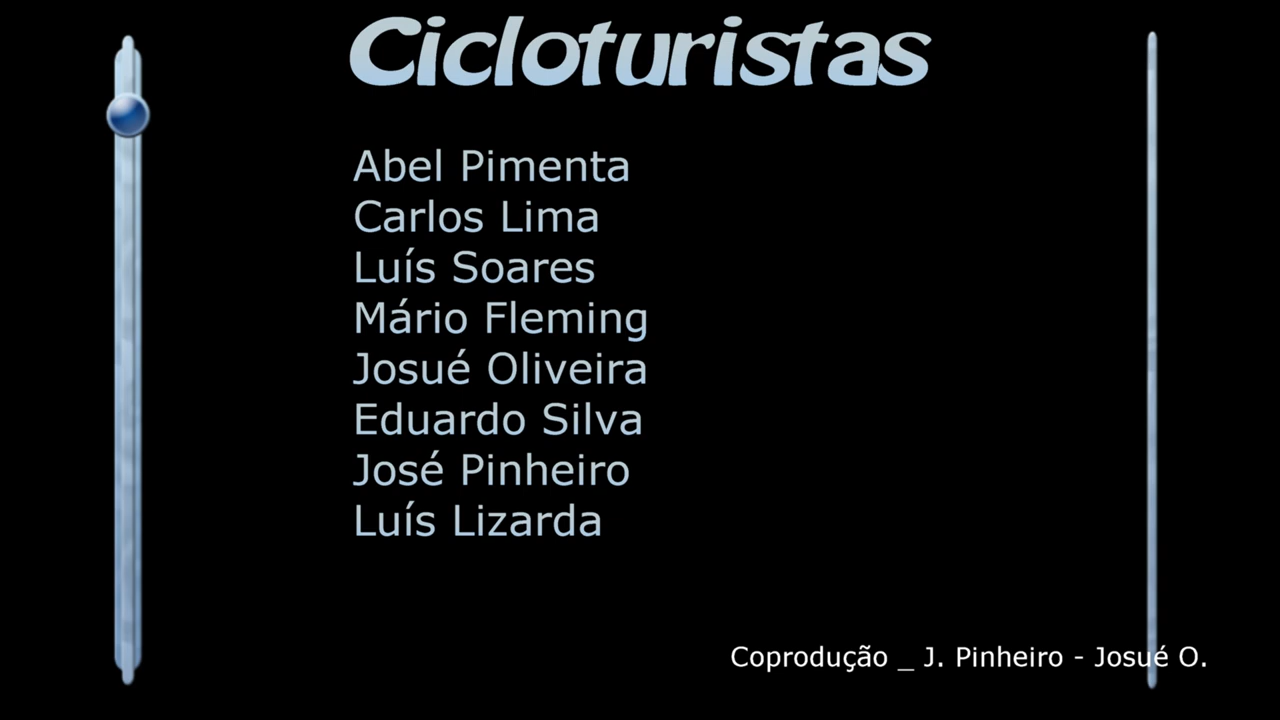 Cicloturistas
Abel Pimenta
Carlos Lima
Luís Soares
Mário Fleming
Josué Oliveira
Eduardo Silva
José Pinheiro
Luís Lizarda
Coprodução _ J. Pinheiro - Josué O.